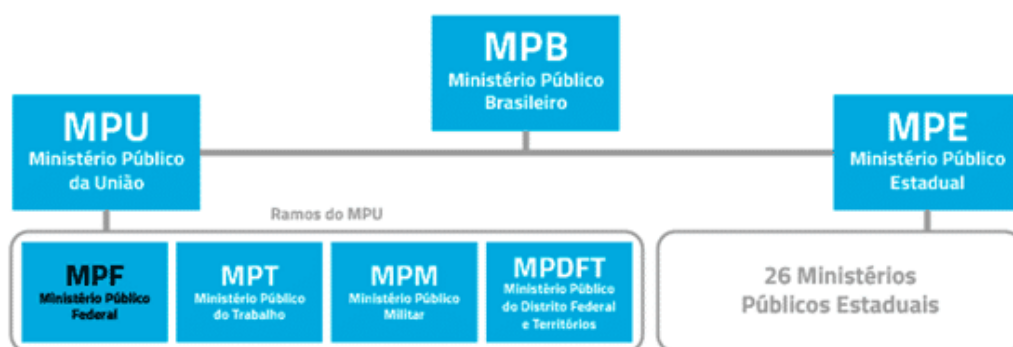 MPB
Ministério Público
Brasileiro
MPU
Ministério Público
da União
MPE
Ministério Público
Estadual
Ramos do MPU
MPF
Ministério Público
Federal
MPT
Ministério Público
do Trabalho
MPM
Ministério Público
Militar
MPDFT
Ministério Público
do Distrito Federal
e Territórios
26 Ministérios
Públicos Estaduais